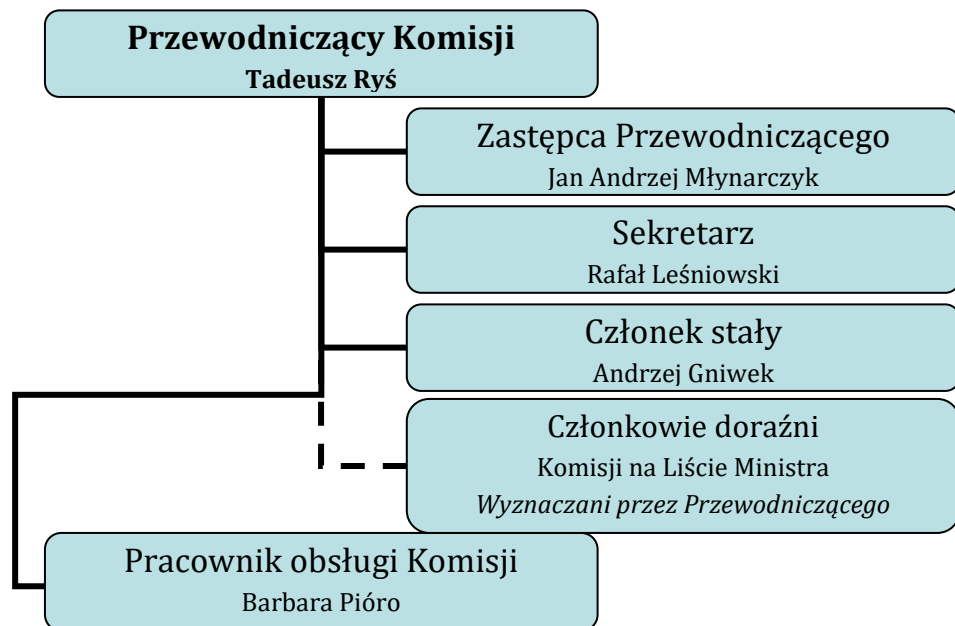 Przewodniczący Komisji
Tadeusz Ryś
Zastępca Przewodniczącego
Jan Andrzej Młynarczyk
Sekretarz
Rafał Leśniowski
Członek stały
Andrzej Gniwek
Członkowie doraźni
Komisji na Liście Ministra
Wyznaczani przez Przewodniczącego
Pracownik obsługi Komisji
Barbara Pióro